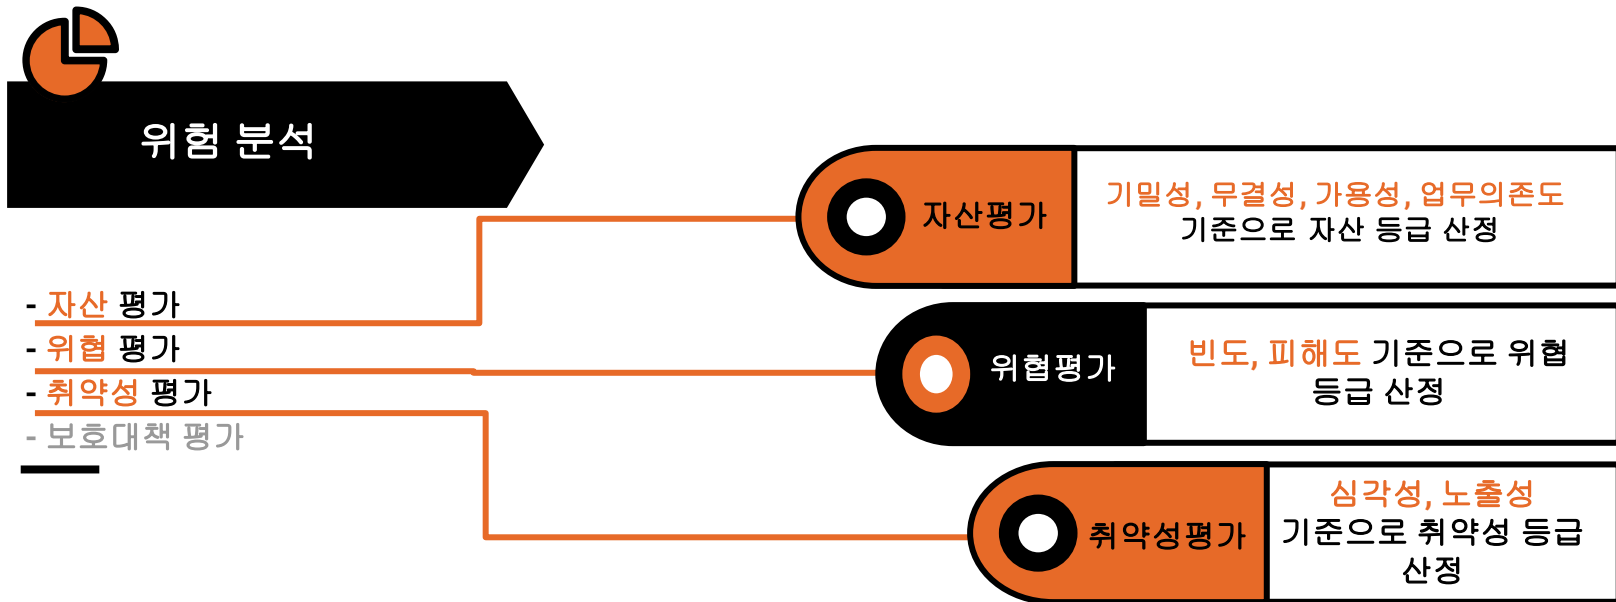 위험 분석
- 자산 평가
- 위협 평가
- 취약성 평가
- 보호대책 평가
자산평가
기밀성, 무결성, 가용성, 업무의존도
기준으로 자산 등급 산정
위협평가
빈도, 피해도 기준으로 위협
등급 산정
취약성평가
심각성, 노출성
기준으로 취약성 등급
산정